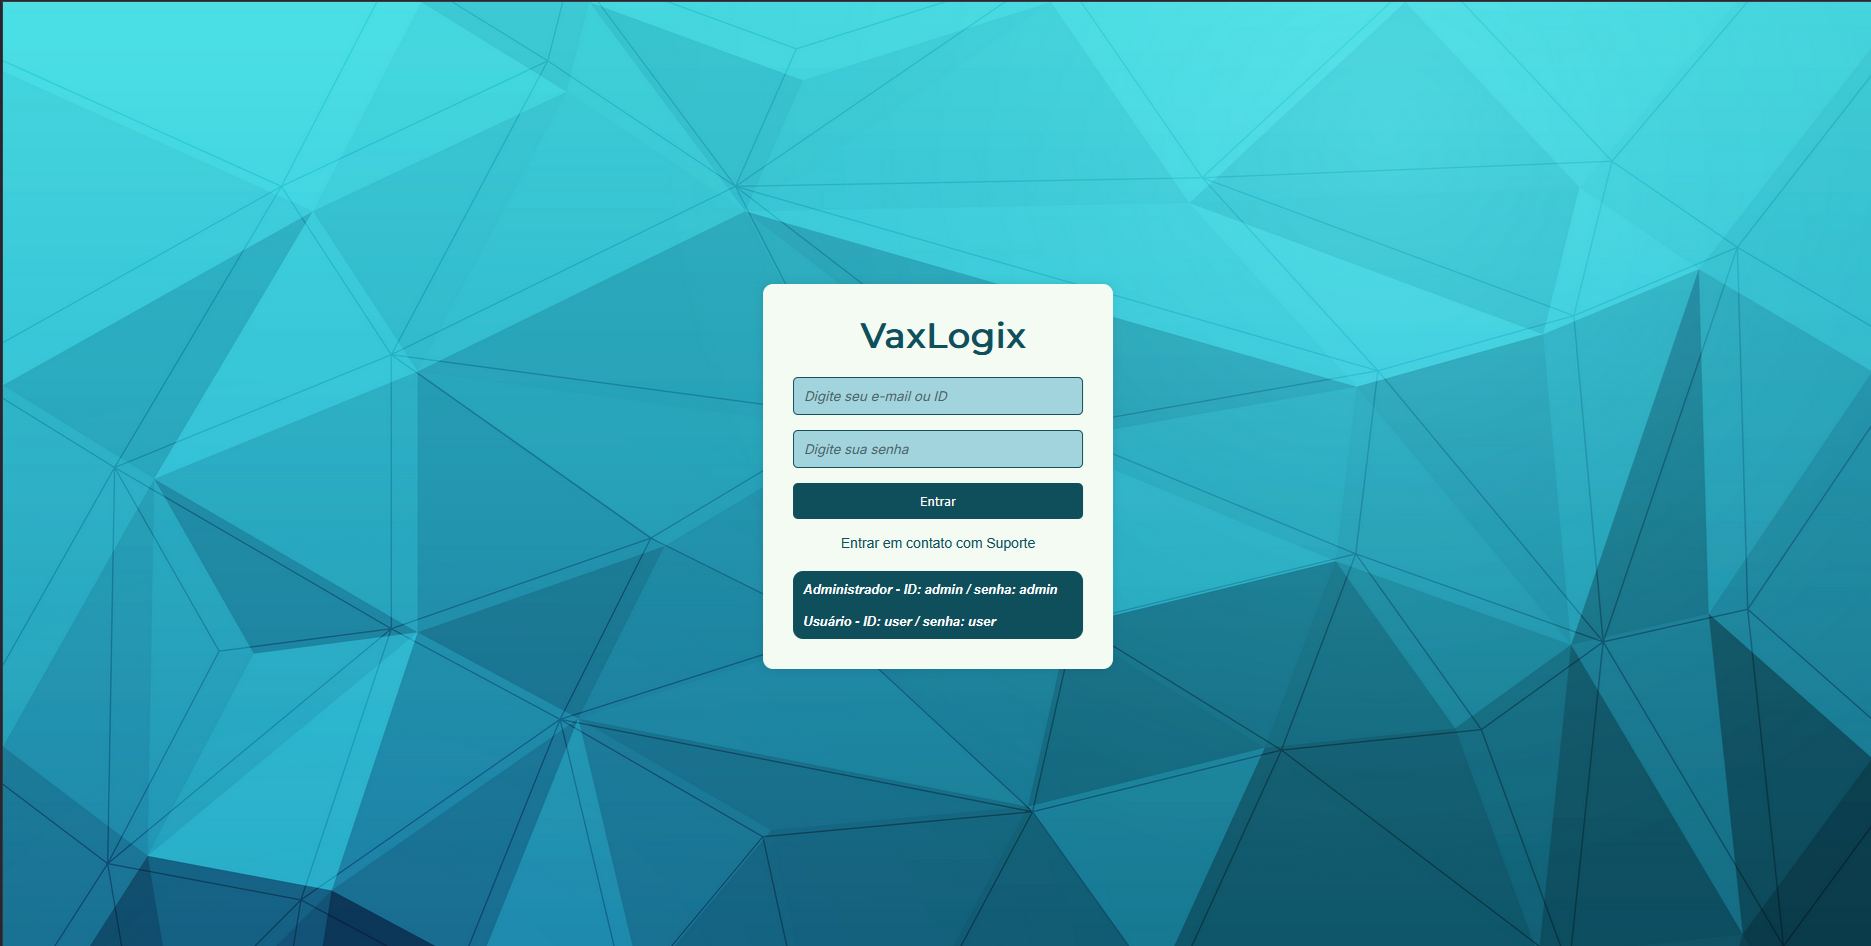 VaxLogix
Digite seu e-mail ou ID
Digite sua senha
Entrar
Entrar em contato com Suporte
Administrador - ID: admin / senha: admin
Usuário - ID: user / senha: user